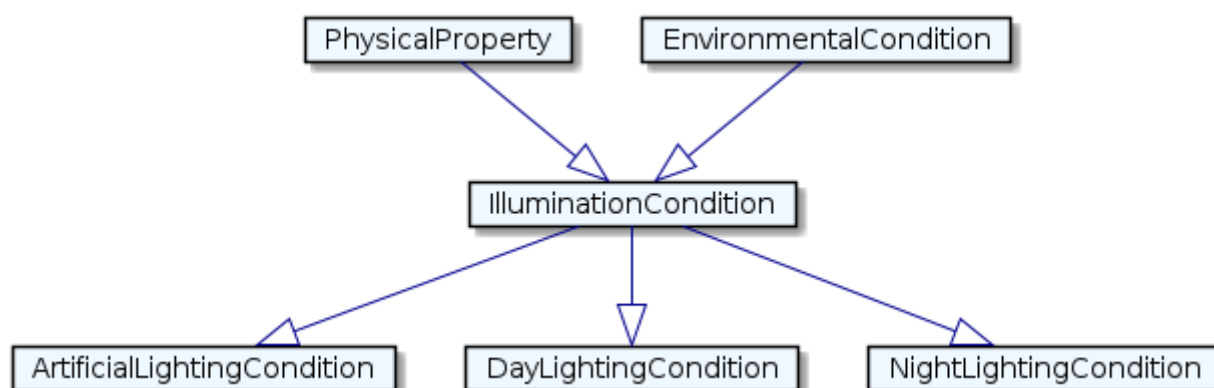 PhysicalProperty
EnvironmentalCondition
IlluminationCondition
ArtificialLightingCondition
DayLightingCondition
NightLightingCondition